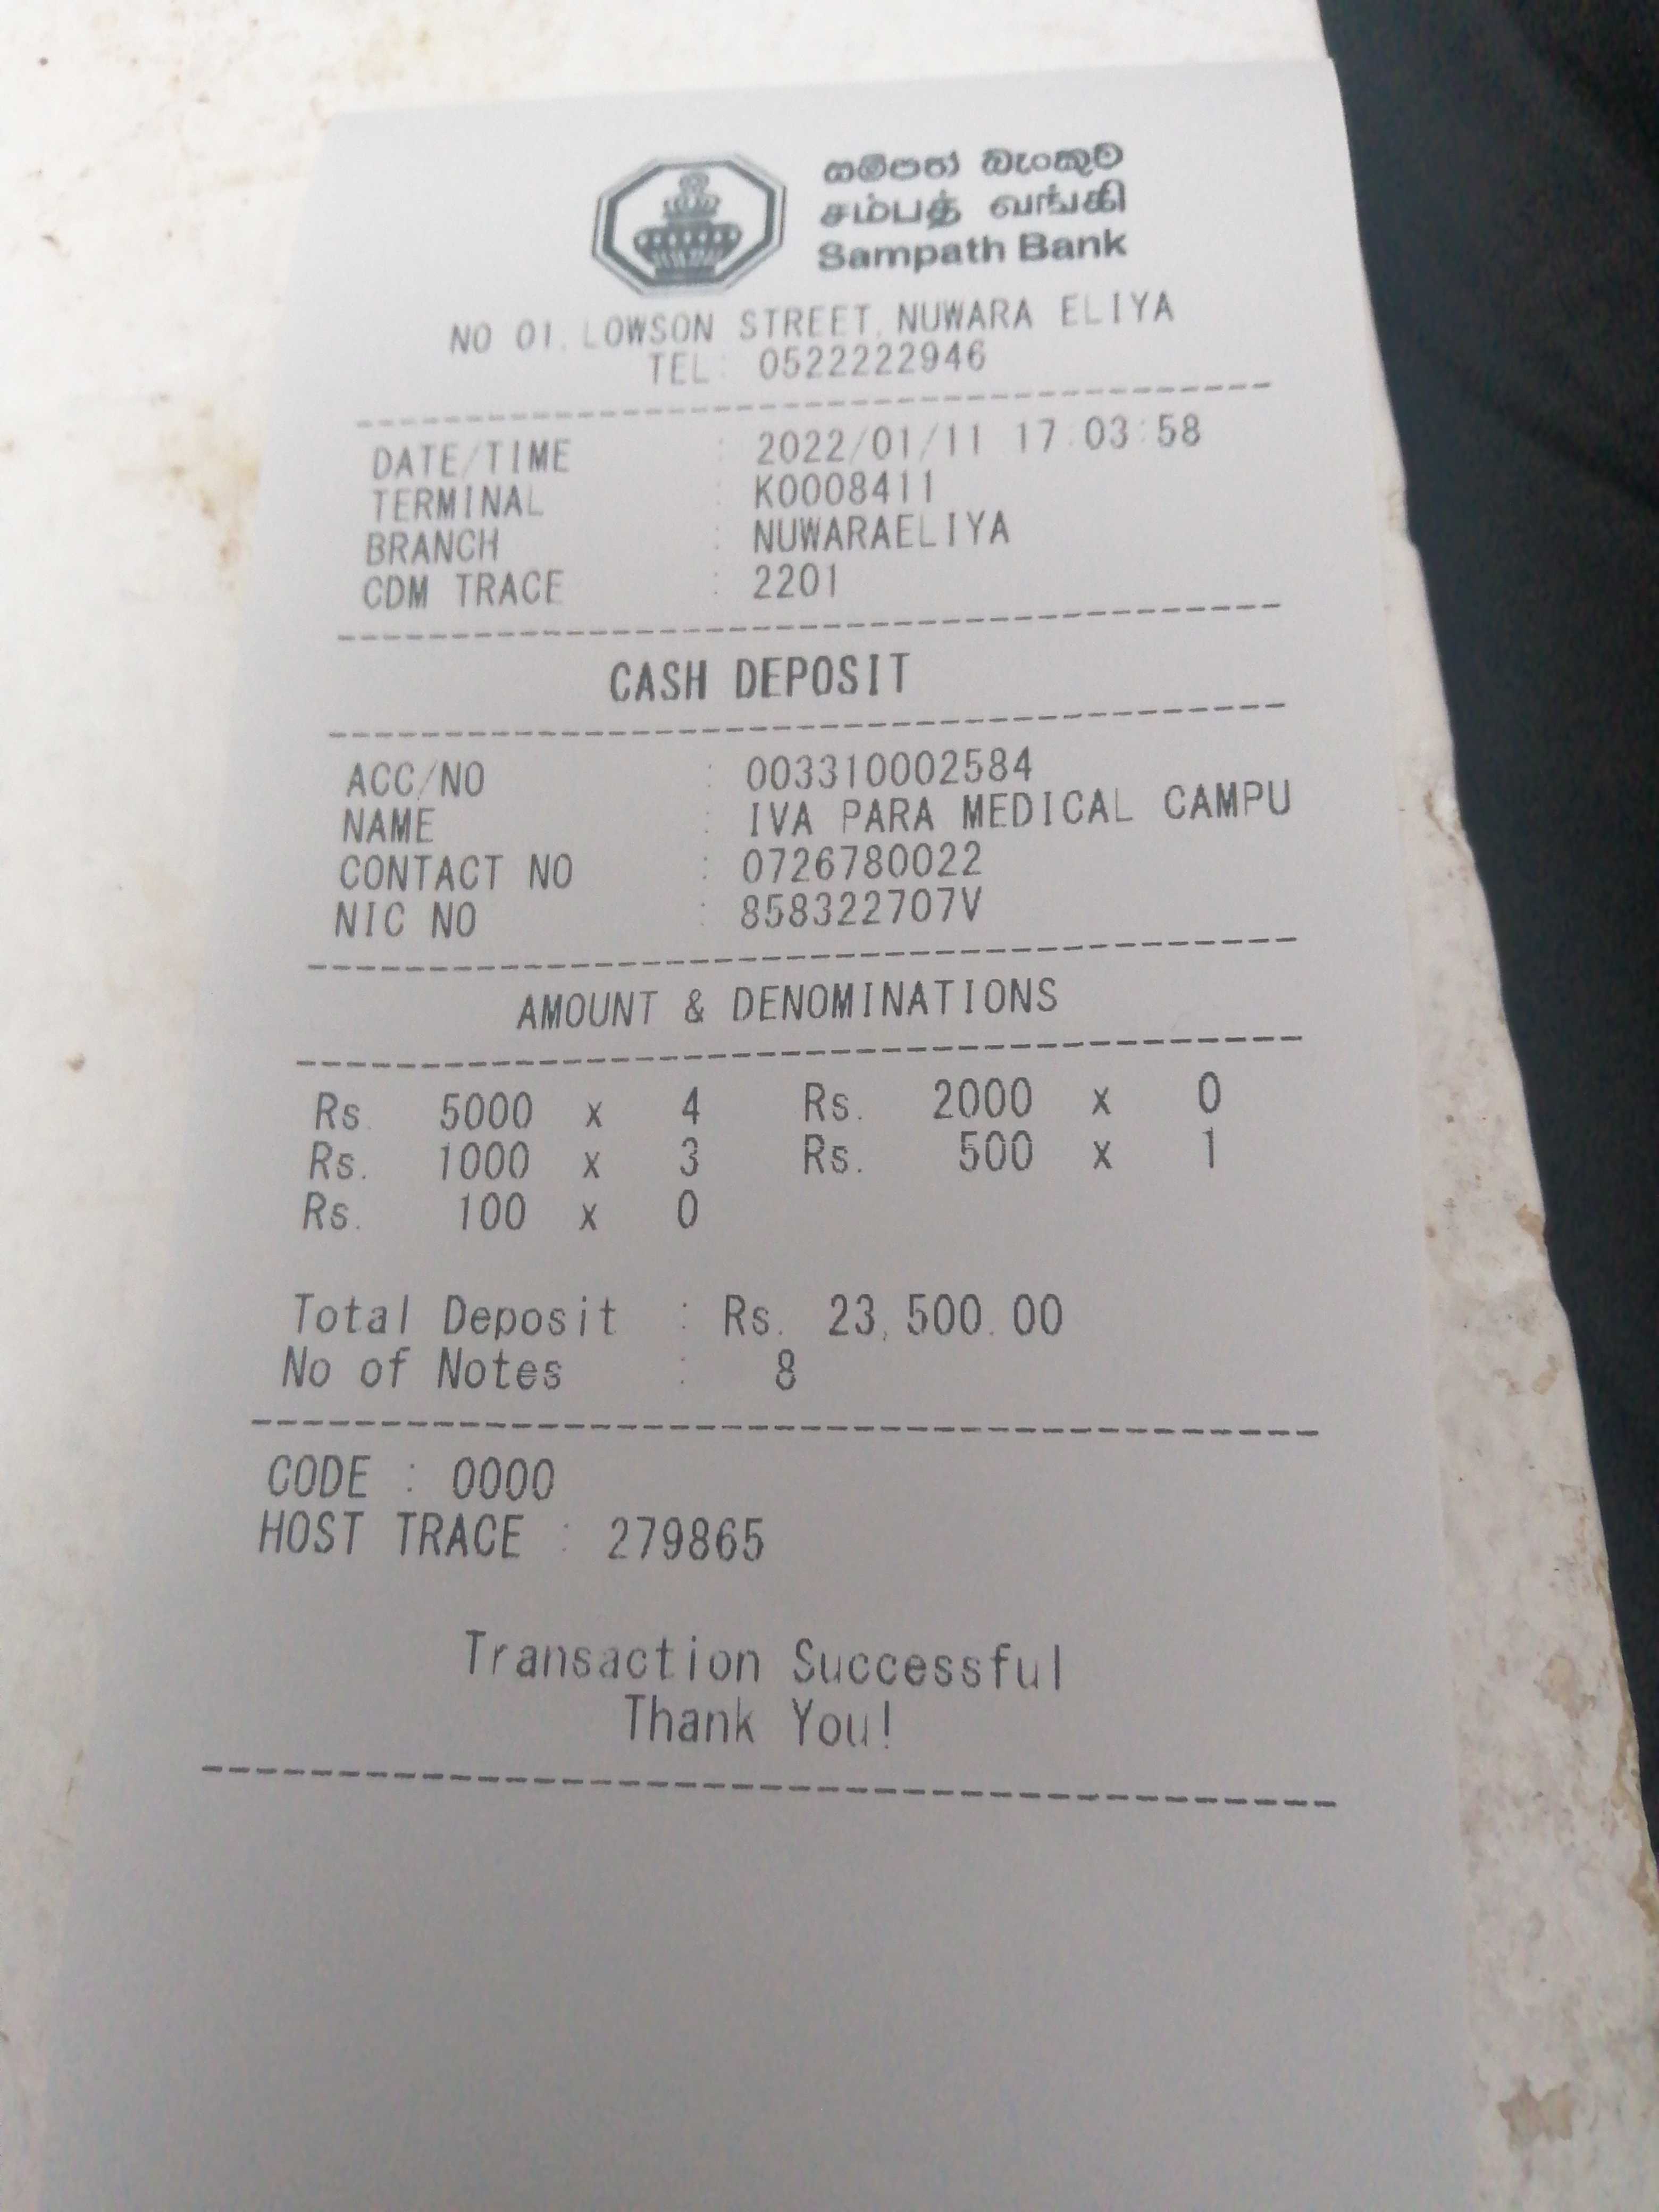 සම්පත් බැංකුව
சம்பத் வங்கி
Sampath Bank
NO 01, LOWSON STREET, NUWARA ELIYA
TEL: 0522222946
DATE/TIME : 2022/01/11 17:03:58
TERMINAL : K0008411
BRANCH : NUWARAELIYA
CDM TRACE : 2201
CASH DEPOSIT
ACC/NO : 003310002584
NAME : IVA PARA MEDICAL CAMPU
CONTACT NO : 0726780022
NIC NO : 858322707V
AMOUNT & DENOMINATIONS
Rs. 5000 x 4 Rs. 2000 x 0
Rs. 1000 x 3 Rs. 500 x 1
Rs. 100 x 0
Total Deposit : Rs. 23,500.00
No of Notes : 8
CODE : 0000
HOST TRACE : 279865
Transaction Successful
Thank You!